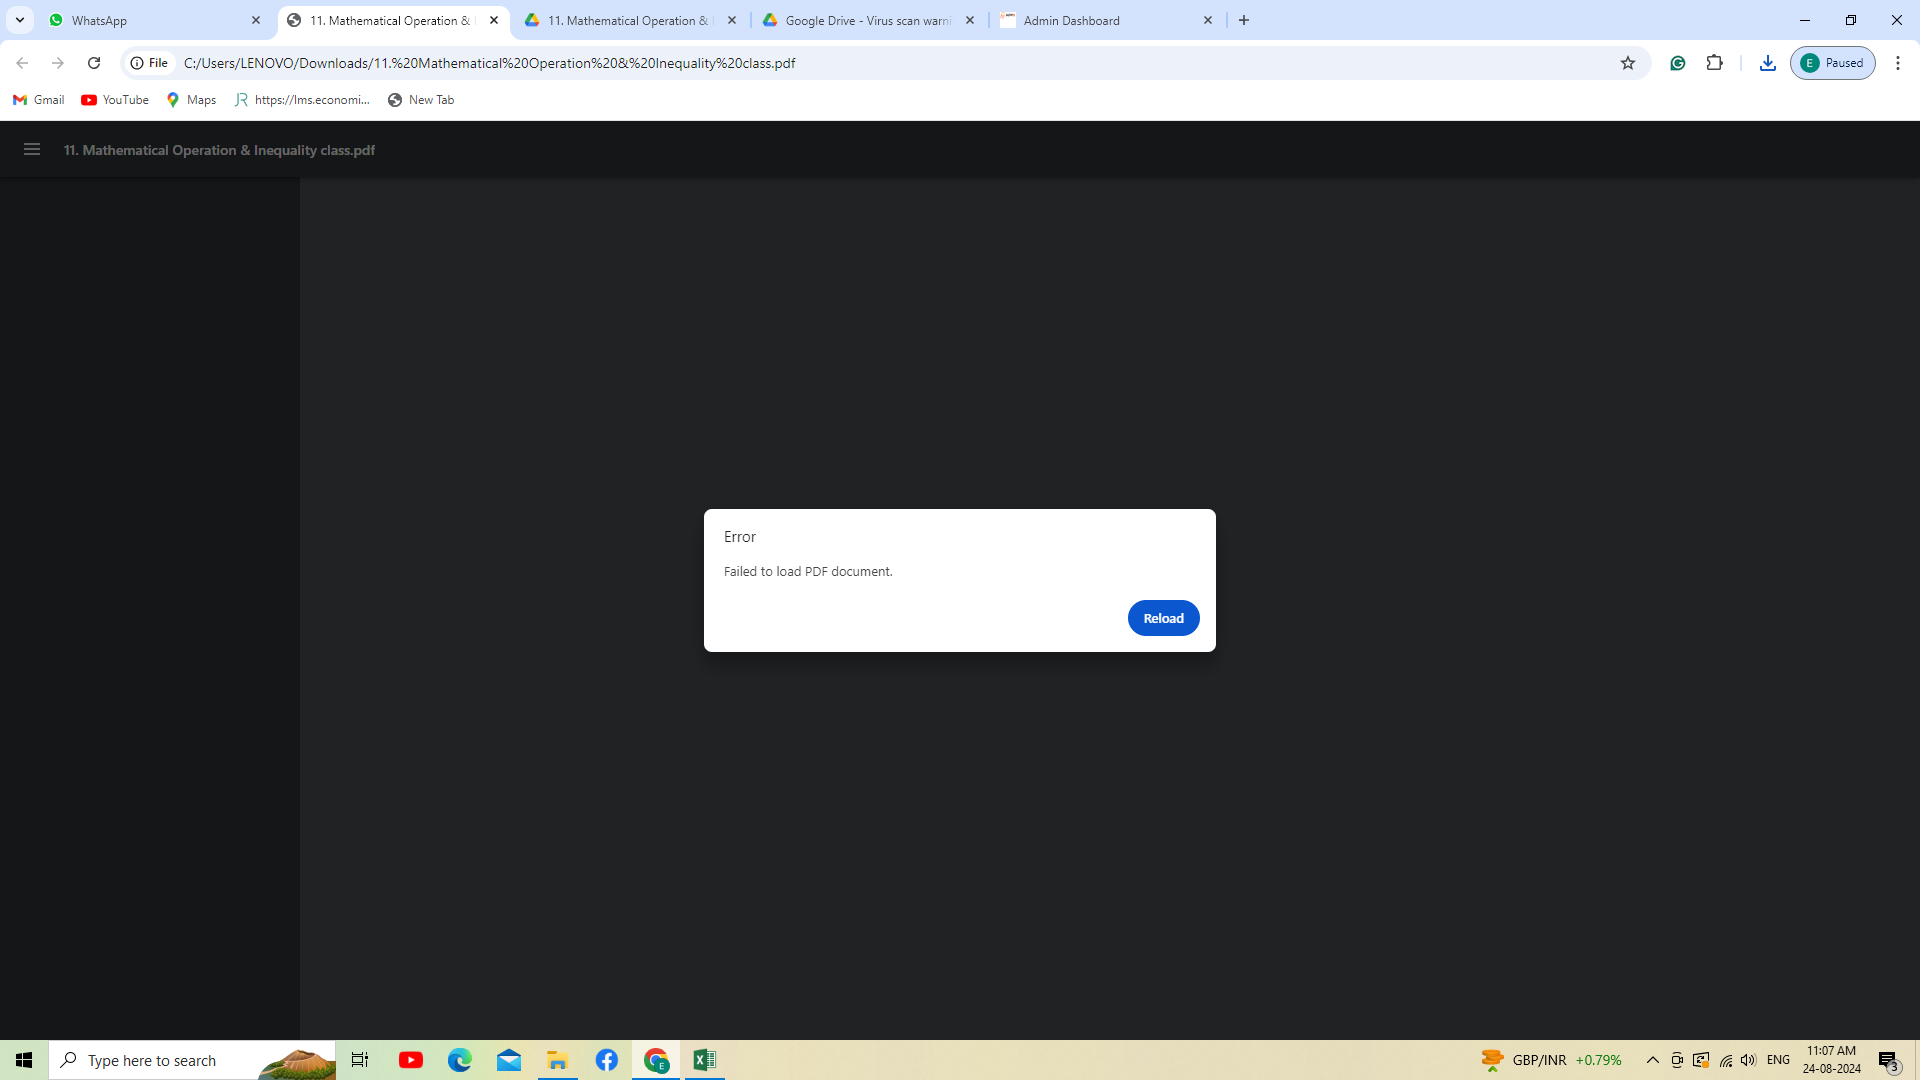 WhatsApp
11. Mathematical Operation &
11. Mathematical Operation &
Google Drive - Virus scan warni
Admin Dashboard
File
C:/Users/LENOVO/Downloads/11.%20Mathematical%20Operation%20&%20Inequality%20class.pdf
E
Paused
Gmail
YouTube
Maps
https://lms.economi...
New Tab
11. Mathematical Operation & Inequality class.pdf
Error
Failed to load PDF document.
Reload
Type here to search
E
GBP/INR +0.79%
ENG
11:07 AM
24-08-2024
3